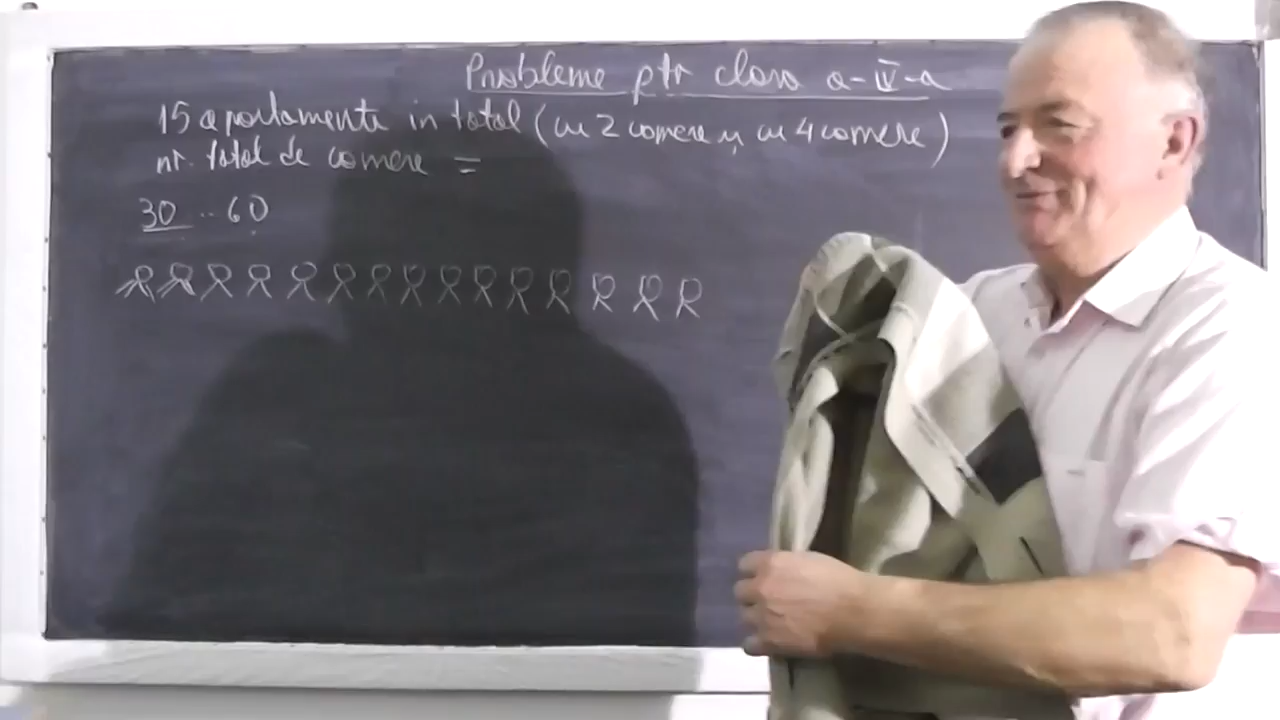 Probleme ptr clasa a-IV-a
15 apartamente in total (cu 2 camere și cu 4 camere)
nr. total de camere =
30 .. 60